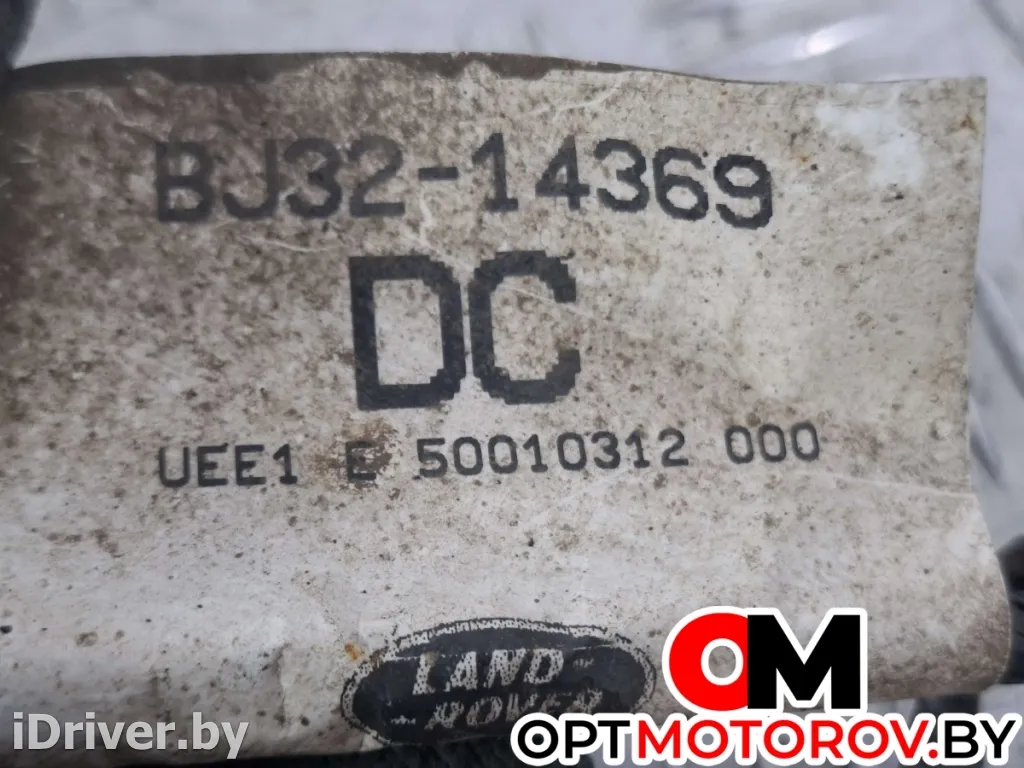 BJ32-14369
DC
UEE1 E 50010312 000
LAND-
-ROVER
OM
OPTMOTOROV.BY
iDriver.by